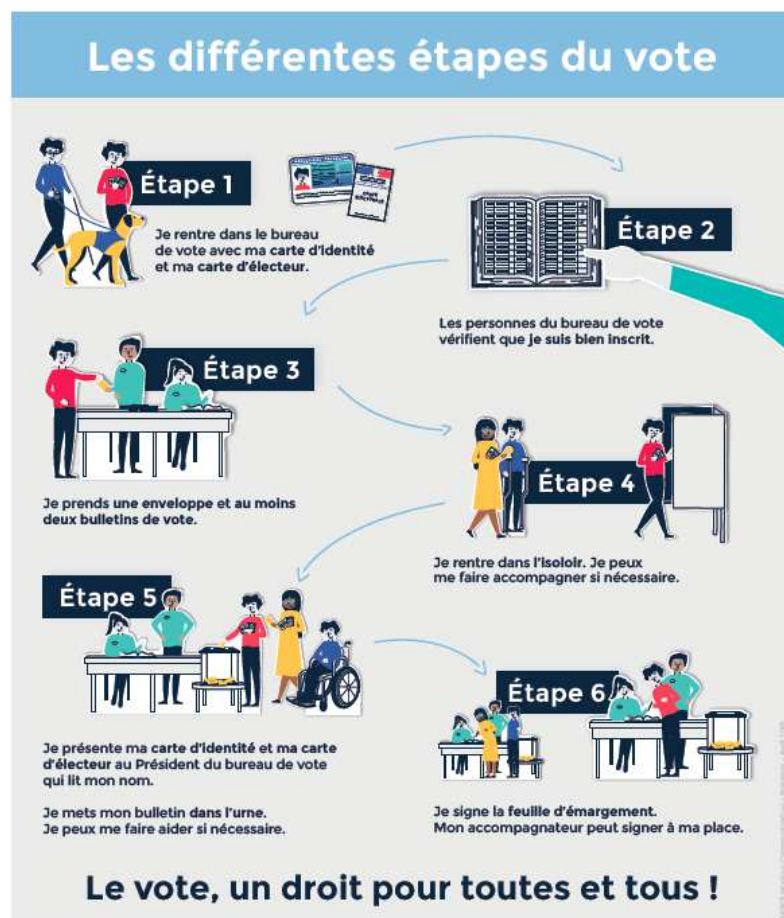 Les différentes étapes du vote
Étape 1
Je rentre dans le bureau
de vote avec ma carte d'identité
et ma carte d'électeur.
Étape 2
Les personnes du bureau de vote
vérifient que je suis bien inscrit.
Étape 3
Je prends une enveloppe et au moins
deux bulletins de vote.
Étape 4
Je rentre dans l'isoloir. Je peux
me faire accompagner si nécessaire.
Étape 5
Je présente ma carte d'identité et ma carte
d'électeur au Président du bureau de vote
qui lit mon nom.
Je mets mon bulletin dans l'urne.
Je peux me faire aider si nécessaire.
Étape 6
Je signe la feuille d'émargement.
Mon accompagnateur peut signer à ma place.
Le vote, un droit pour toutes et tous !